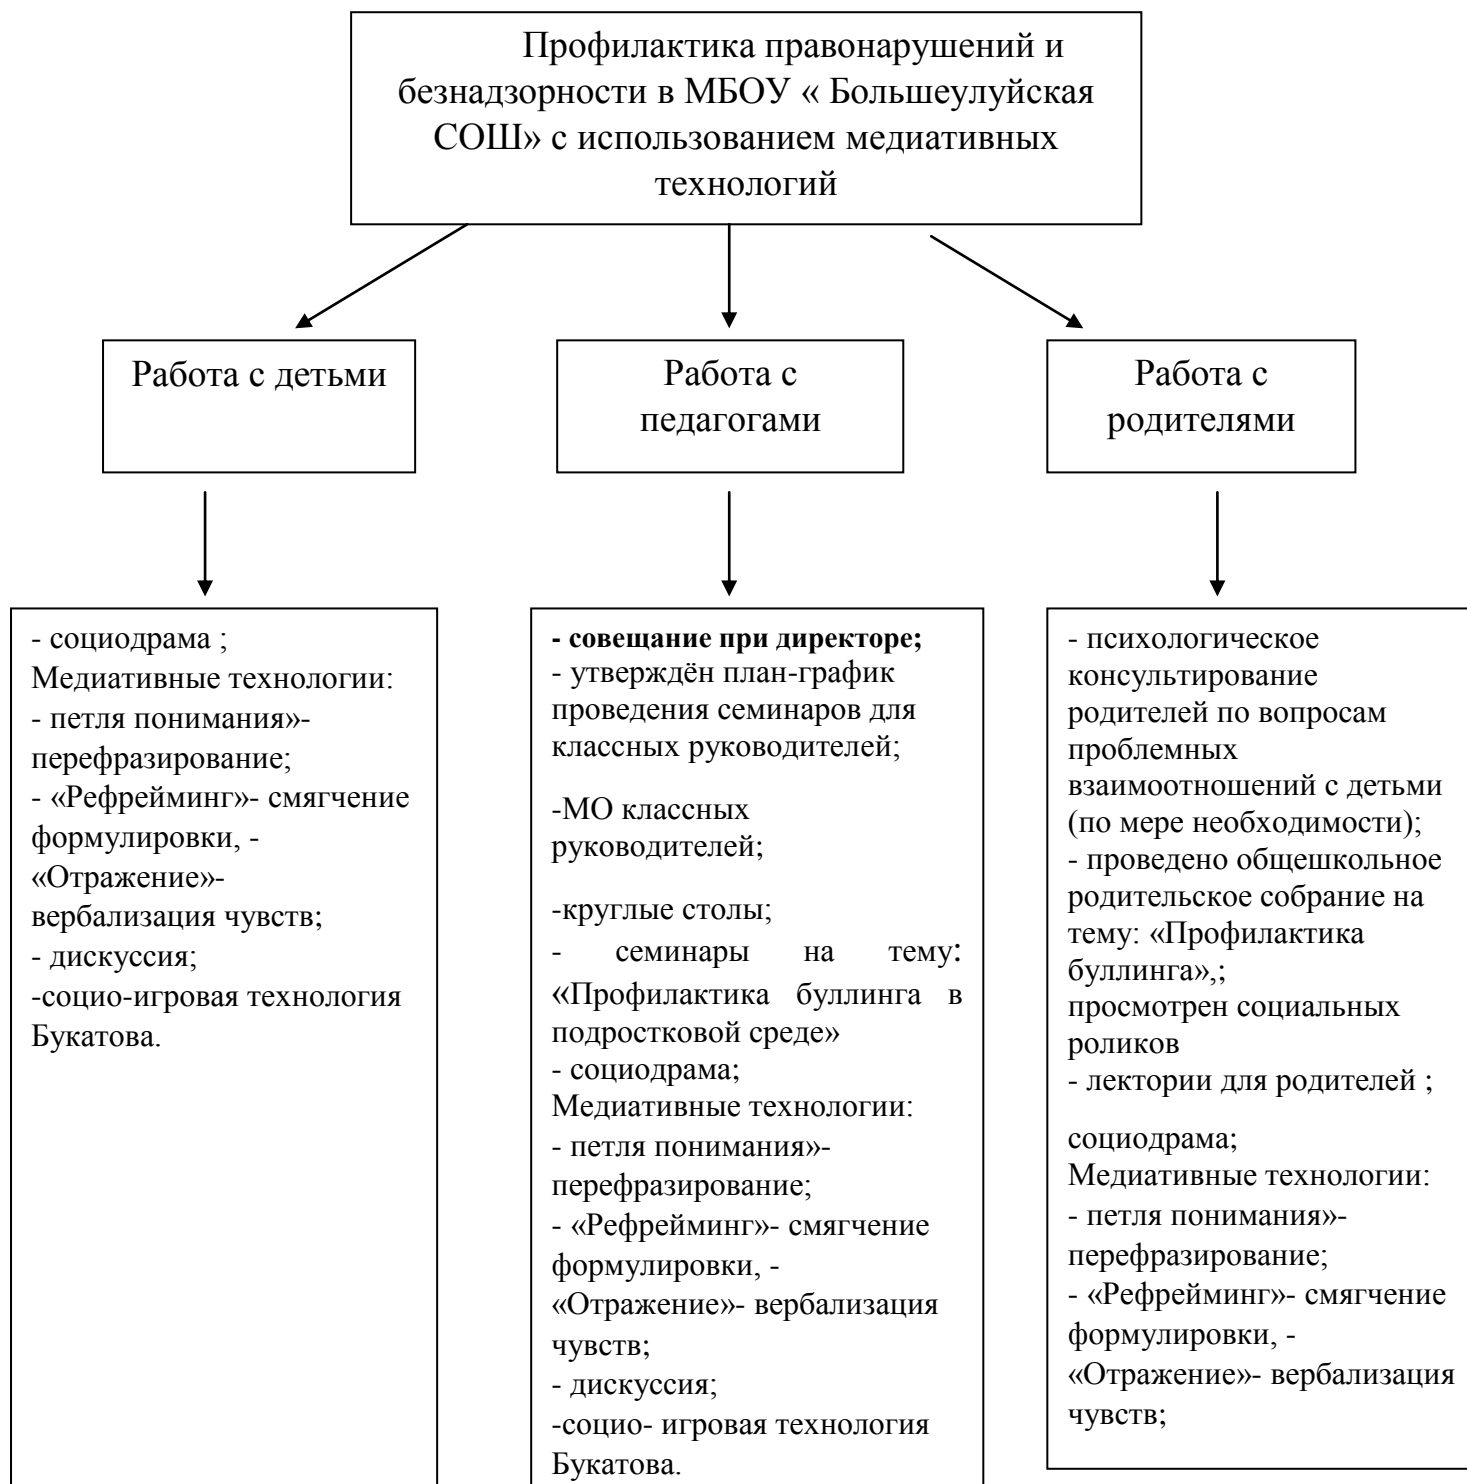 Профилактика правонарушений и
безнадзорности в МБОУ « Большеулуйская
СОШ» с использованием медиативных
технологий
Работа с детьми
Работа с
педагогами
Работа с
родителями
- социодрама ;
Медиативные технологии:
- петля понимания»-
перефразирование;
- «Рефрейминг»- смягчение
формулировки, -
«Отражение»-
вербализация чувств;
- дискуссия;
-социо-игровая технология
Букатова.
- совещание при директоре;
- утверждён план-график
проведения семинаров для
классных руководителей;
-МО классных
руководителей;
-круглые столы;
- семинары на тему:
«Профилактика буллинга в
подростковой среде»
- социодрама;
Медиативные технологии:
- петля понимания»-
перефразирование;
- «Рефрейминг»- смягчение
формулировки, -
«Отражение»- вербализация
чувств;
- дискуссия;
-социо- игровая технология
Букатова.
- психологическое
консультирование
родителей по вопросам
проблемных
взаимоотношений с детьми
(по мере необходимости);
- проведено общешкольное
родительское собрание на
тему: «Профилактика
буллинга»,;
просмотрен социальных
роликов
- лектории для родителей ;
социодрама;
Медиативные технологии:
- петля понимания»-
перефразирование;
- «Рефрейминг»- смягчение
формулировки, -
«Отражение»- вербализация
чувств;